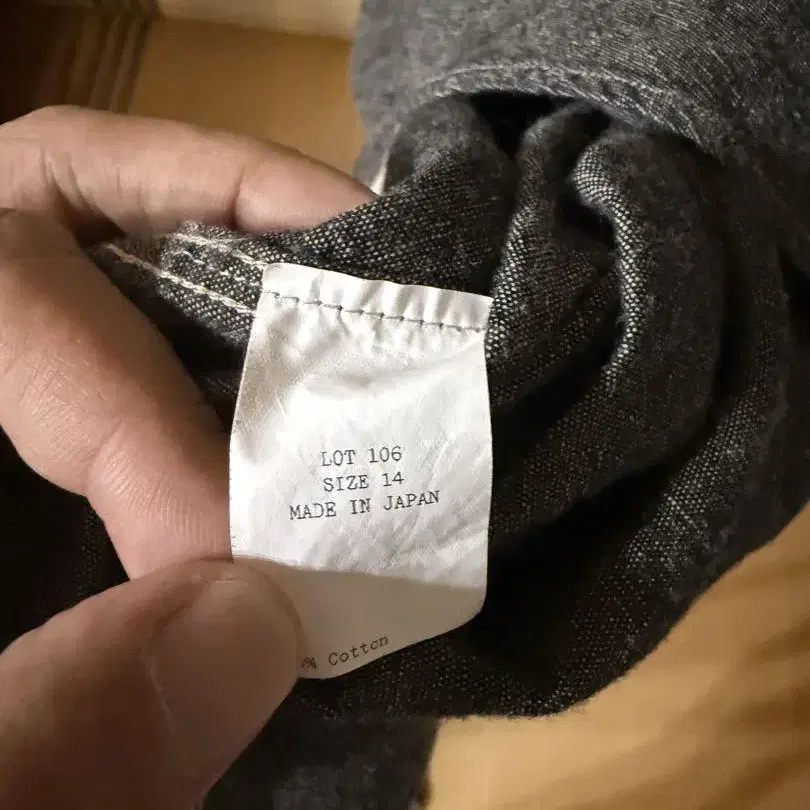 LOT 106
SIZE 14
MADE IN JAPAN
% Cotton